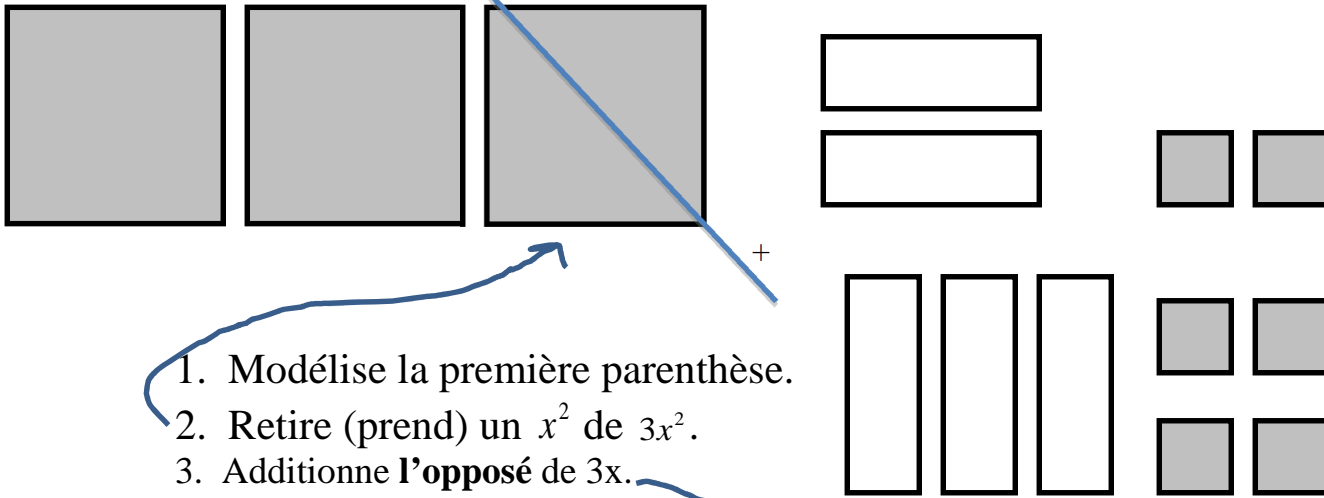 +
1. Modélise la première parenthèse.
2. Retire (prend) un x² de 3x².
3. Additionne l’opposé de 3x.